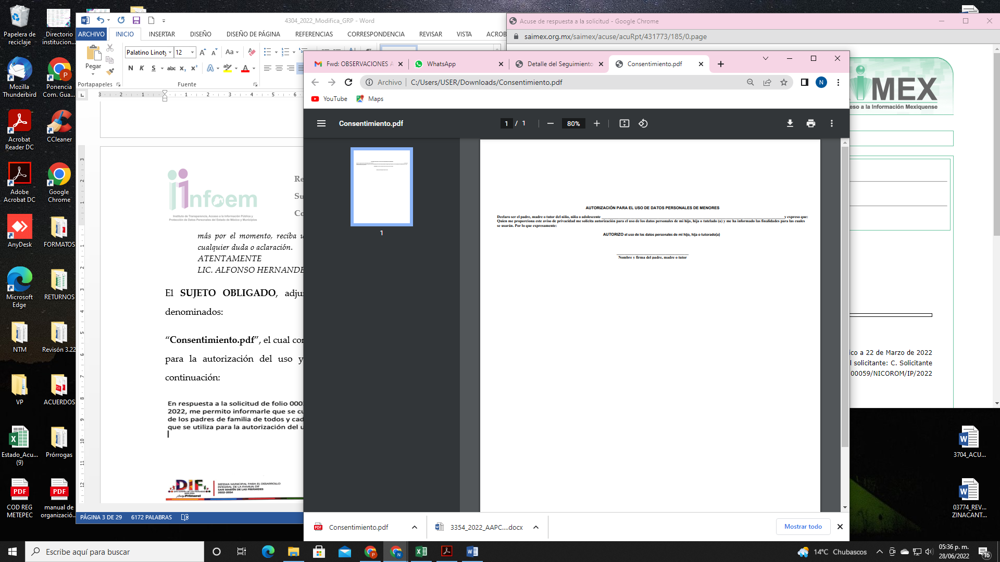 Papelera de
reciclaje
Directorio
institucion...
Mozilla
Thunderbird
Ponencia
Com. Gua...
Acrobat
Reader DC
CCleaner
Adobe
Acrobat DC
Google
Chrome
AnyDesk
FORMATOS
Microsoft
Edge
RETURNOS
NTM
Revisón 3.22
VP
ACUERDOS
Estado_Acu...
(9)
Prórrogas
COD REG
METEPEC
manual de
organizació...
4304_2022_Modifica_GRP - Word
ARCHIVO INICIO INSERTAR DISEÑO DISEÑO DE PÁGINA REFERENCIAS CORRESPONDENCIA REVISAR VISTA ACROB
Palatino Linoty 12
Pegar
N K S abc x₂ x²
Portapapeles Fuente
infoem
Instituto de Transparencia, Acceso a la Información Pública y
Protección de Datos Personales del Estado de México y Municipios
Re
Su
Co
más por el momento, reciba u
cualquier duda o aclaración.
ATENTAMENTE
LIC. ALFONSO HERNANDE
El SUJETO OBLIGADO, adju
denominados:
“Consentimiento.pdf”, el cual con
para la autorización del uso y
continuación:
En respuesta a la solicitud de folio 000
2022, me permito informarle que se cu
de los padres de familia de todos y cad
que se utiliza para la autorización del u
DIF
SISTEMA MUNICIPAL PARA EL DESARROLLO
INTEGRAL DE LA FAMILIA DIF
SAN MARTÍN DE LAS PIRÁMIDES
2022-2024
PÁGINA 3 DE 29 6172 PALABRAS
Acuse de respuesta a la solicitud - Google Chrome
saimex.org.mx/saimex/acuse/acuRpt/431773/185/0.page
iMEX
eso a la Información Mexiquense
ico a 22 de Marzo de 2022
l solicitante: C. Solicitante
00059/NICOROM/IP/2022
Fwd: OBSERVACIONES A
WhatsApp
Detalle del Seguimiento
Consentimiento.pdf
Archivo | C:/Users/USER/Downloads/Consentimiento.pdf
N
YouTube Maps
Consentimiento.pdf 1 / 1 80%
1
AUTORIZACIÓN PARA EL USO DE DATOS PERSONALES DE MENORES
Declaro ser el padre, madre o tutor del niño, niña o adolescente y expreso que:
Quien me proporciona este aviso de privacidad me solicita autorización para el uso de los datos personales de mi hijo, hija o tutelado (a) y me ha informado las finalidades para las cuales
se usarán. Por lo que expresamente:
AUTORIZO el uso de los datos personales de mi hijo, hija o tutorado(a)
Nombre y firma del padre, madre o tutor
Consentimiento.pdf
3354_2022_AAPC....docx
Mostrar todo
3704_ACU...
03774_REV...
ZINACANT...
Escribe aquí para buscar
14°C Chubascos
05:36 p. m.
28/06/2022
16